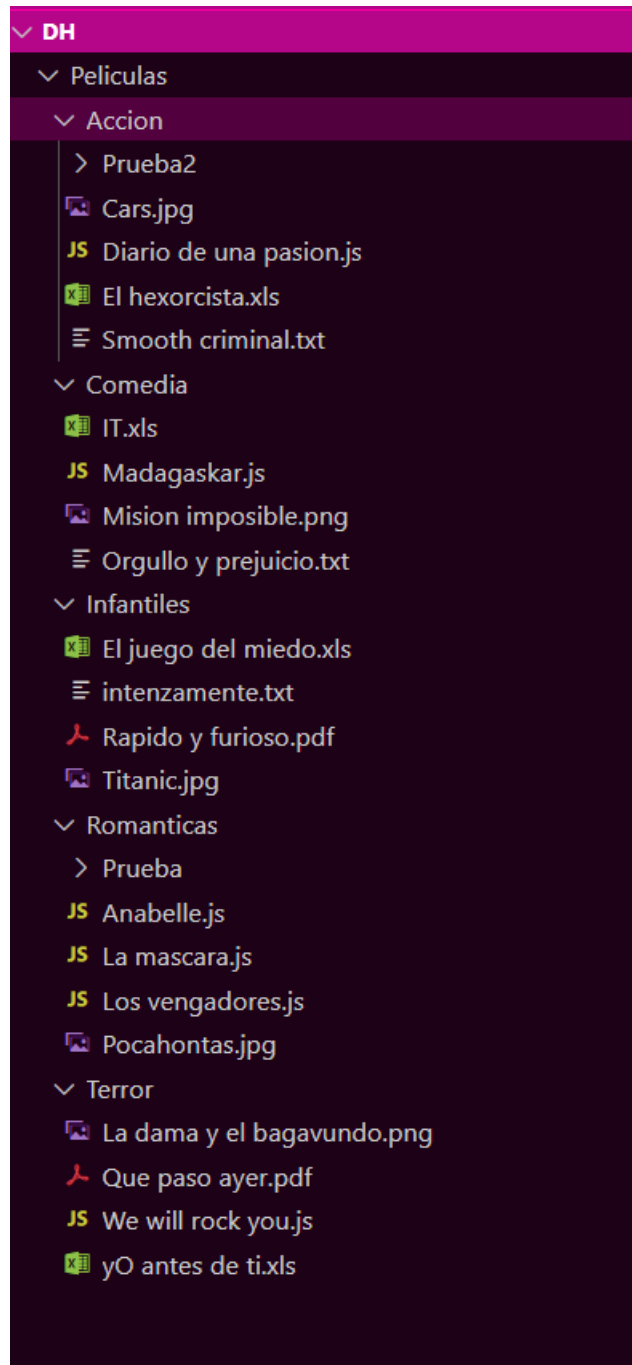 DH
Peliculas
Accion
Prueba2
Cars.jpg
JS Diario de una pasion.js
El hexorcista.xls
Smooth criminal.txt
Comedia
IT.xls
JS Madagaskar.js
Mision imposible.png
Orgullo y prejuicio.txt
Infantiles
El juego del miedo.xls
intenzamente.txt
Rapido y furioso.pdf
Titanic.jpg
Romanticas
Prueba
JS Anabelle.js
JS La mascara.js
JS Los vengadores.js
Pocahontas.jpg
Terror
La dama y el bagavundo.png
Que paso ayer.pdf
JS We will rock you.js
yO antes de ti.xls